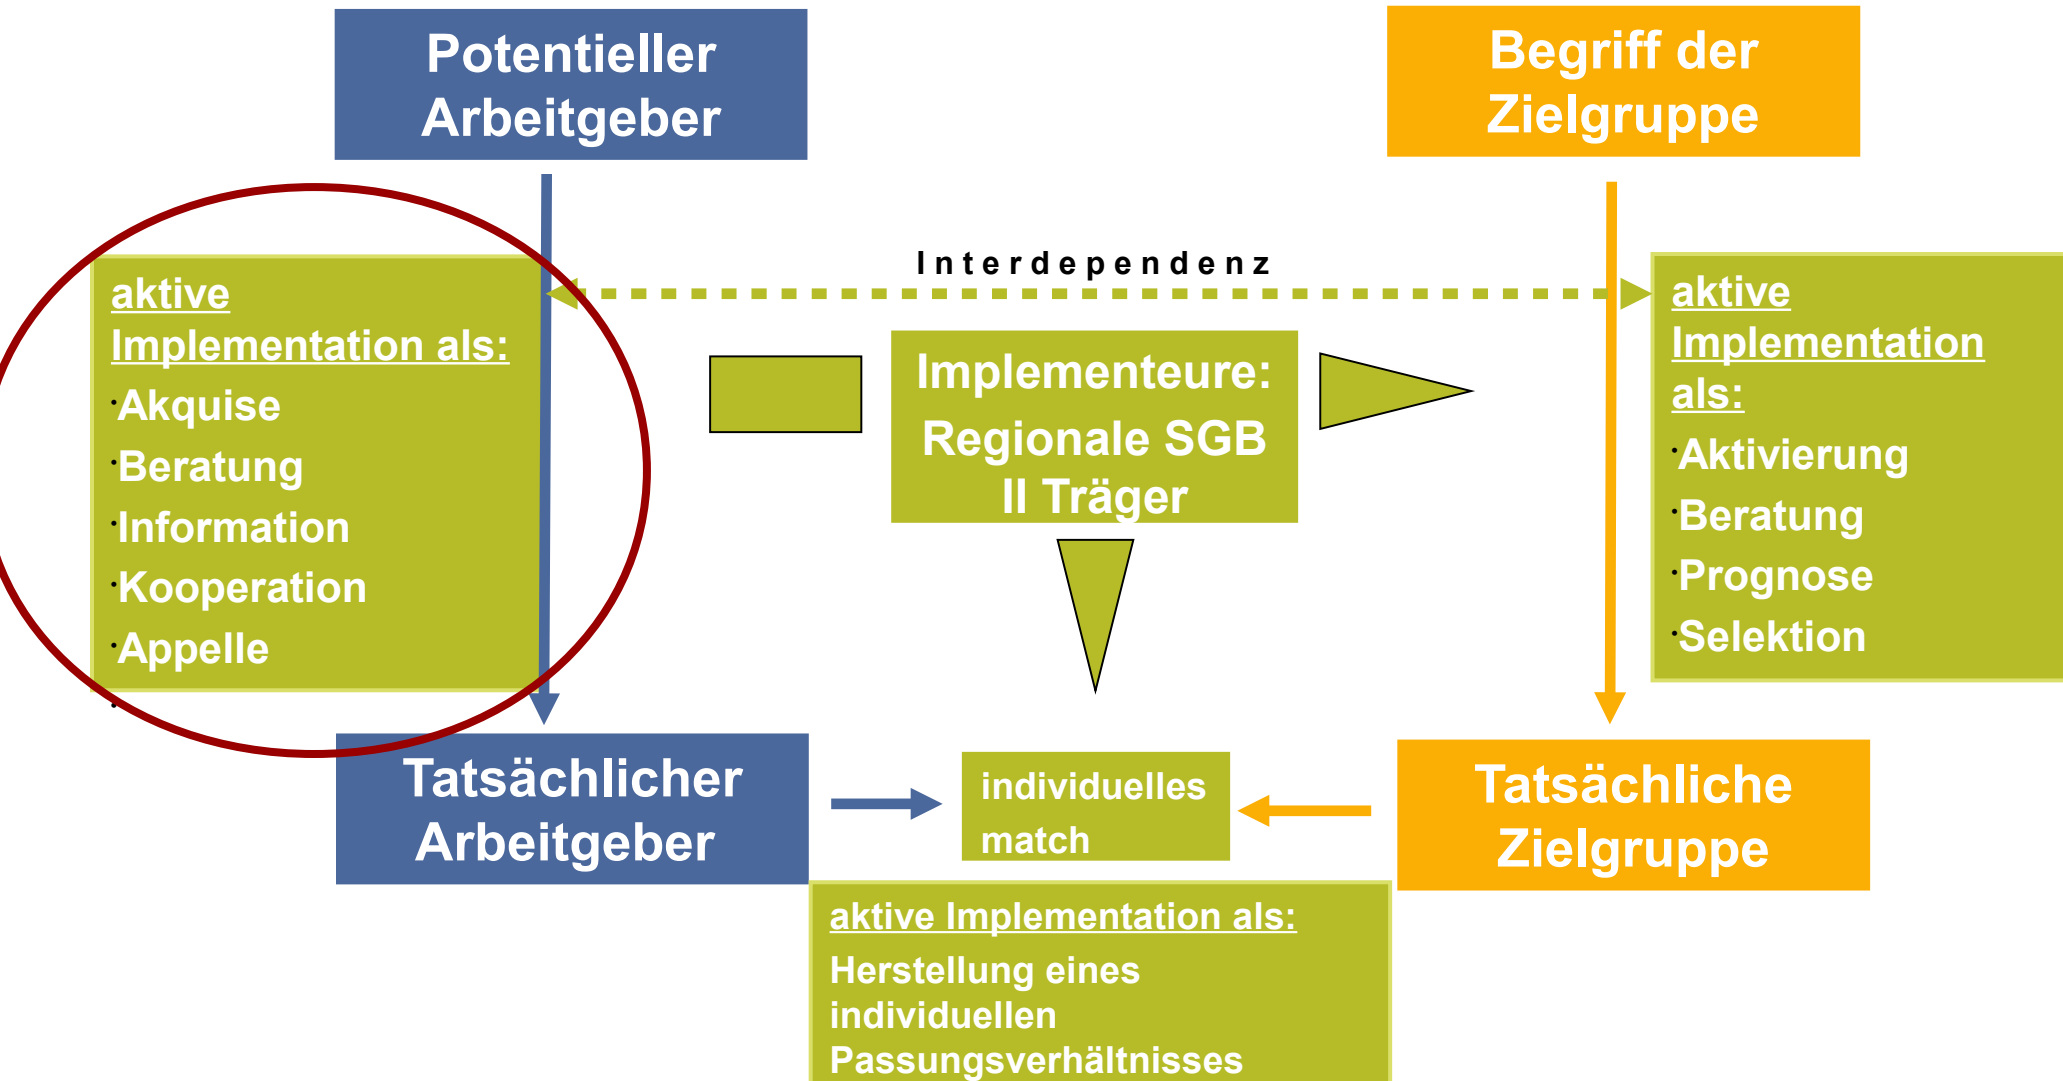 Potentieller
Arbeitgeber
Begriff der
Zielgruppe
Interdependenz
aktive
Implementation als:
·Akquise
·Beratung
·Information
·Kooperation
·Appelle
·
Implementeure:
Regionale SGB
II Träger
aktive
Implementation
als:
·Aktivierung
·Beratung
·Prognose
·Selektion
Tatsächlicher
Arbeitgeber
individuelles
match
Tatsächliche
Zielgruppe
aktive Implementation als:
Herstellung eines
individuellen
Passungsverhältnisses